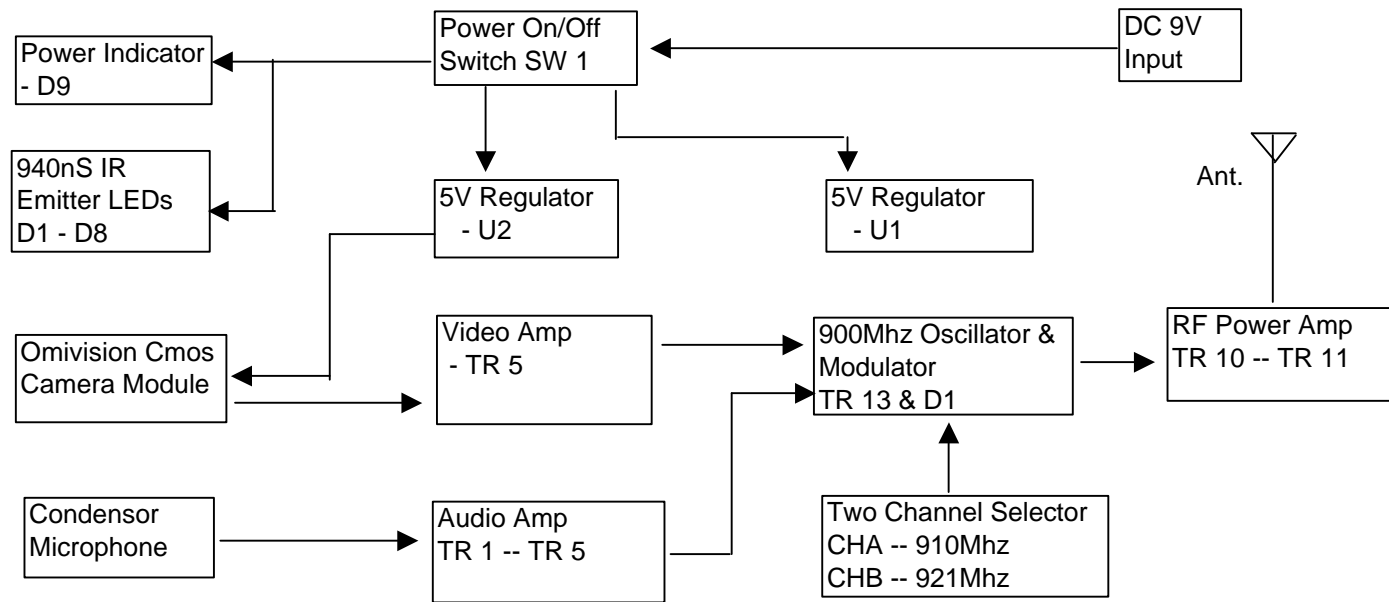 Power On/Off
Switch SW 1
DC 9V
Input
Power Indicator
- D9
940nS IR
Emitter LEDs
D1 - D8
5V Regulator
- U2
5V Regulator
- U1
Ant.
Omivision Cmos
Camera Module
Video Amp
- TR 5
900Mhz Oscillator &
Modulator
TR 13 & D1
RF Power Amp
TR 10 -- TR 11
Condensor
Microphone
Audio Amp
TR 1 -- TR 5
Two Channel Selector
CHA -- 910Mhz
CHB -- 921Mhz